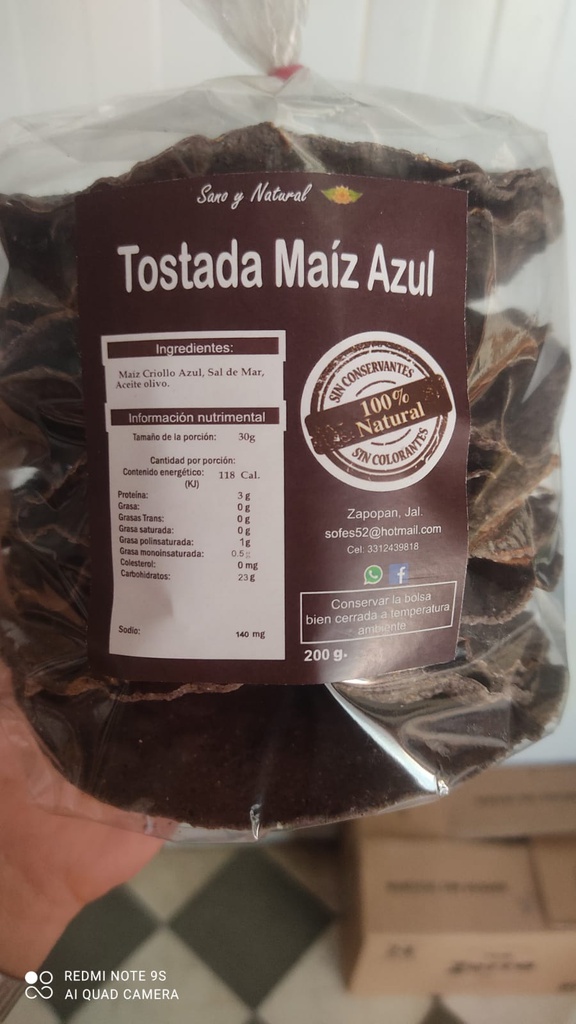 Sano y Natural
Tostada Maíz Azul
Ingredientes:
Maiz Criollo Azul, Sal de Mar,
Aceite olivo.
Información nutrimental
Tamaño de la porción: 30g
Cantidad por porción:
Contenido energético: 118 Cal.
(KJ)
Proteína: 3 g
Grasa: 0 g
Grasas Trans: 0 g
Grasa saturada: 0 g
Grasa polinsaturada: 1g
Grasa monoinsaturada: 0.5g
Colesterol: 0 mg
Carbohidratos: 23 g
Sodio: 140 mg
SIN CONSERVANTES
100%
Natural
SIN COLORANTES
Zapopan, Jal.
sofes52@hotmail.com
Cel: 3312439818
Conservar la bolsa
bien cerrada a temperatura
ambiente
200 g.
REDMI NOTE 9S
AI QUAD CAMERA